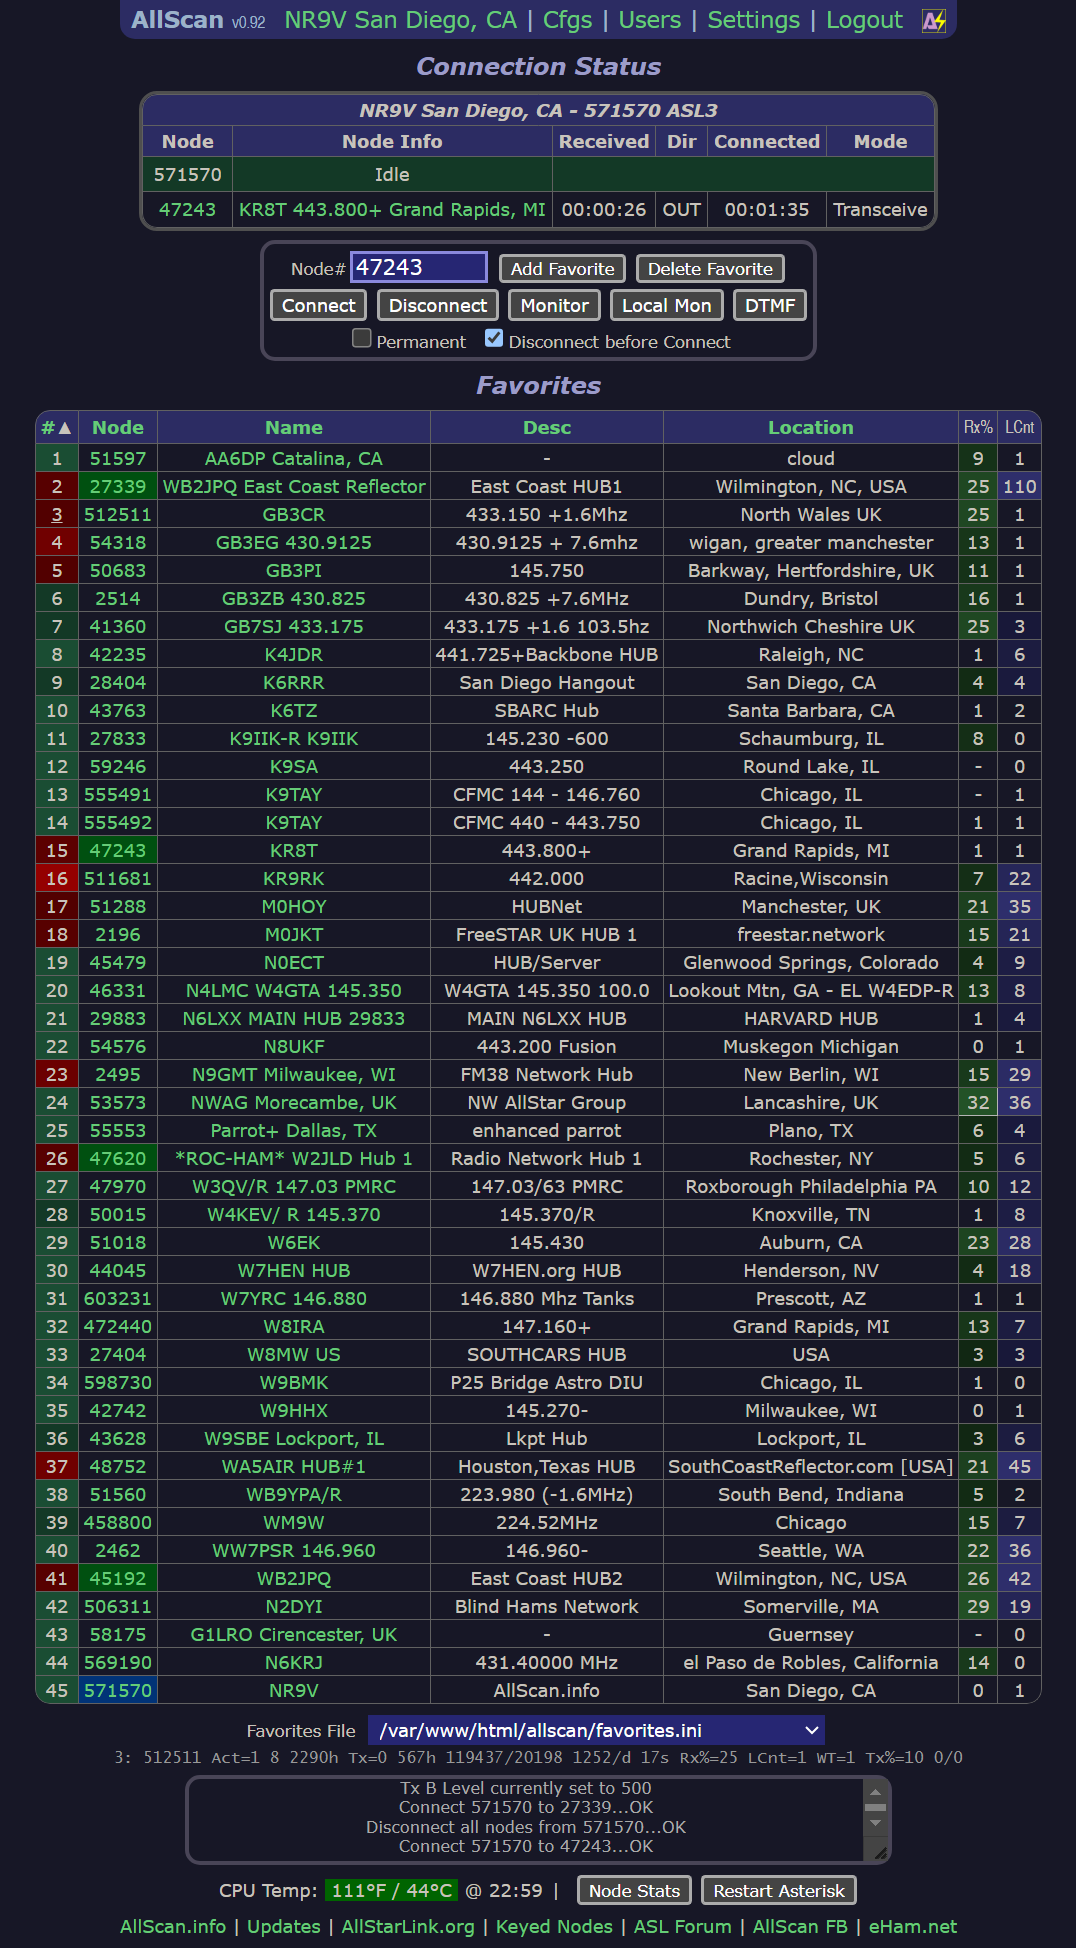 AllScan v0.92 NR9V San Diego, CA | Cfgs | Users | Settings | Logout A
Connection Status
NR9V San Diego, CA - 571570 ASL3
Node Node Info Received Dir Connected Mode
571570 Idle
47243 KR8T 443.800+ Grand Rapids, MI 00:00:26 OUT 00:01:35 Transceive
Node# 47243 Add Favorite Delete Favorite
Connect Disconnect Monitor Local Mon DTMF
Permanent Disconnect before Connect
Favorites
#▲ Node Name Desc Location Rx% LCnt
1 51597 AA6DP Catalina, CA - cloud 9 1
2 27339 WB2JPQ East Coast Reflector East Coast HUB1 Wilmington, NC, USA 25 110
3 512511 GB3CR 433.150 +1.6Mhz North Wales UK 25 1
4 54318 GB3EG 430.9125 430.9125 + 7.6mhz wigan, greater manchester 13 1
5 50683 GB3PI 145.750 Barkway, Hertfordshire, UK 11 1
6 2514 GB3ZB 430.825 430.825 +7.6MHz Dundry, Bristol 16 1
7 41360 GB7SJ 433.175 433.175 +1.6 103.5hz Northwich Cheshire UK 25 3
8 42235 K4JDR 441.725+Backbone HUB Raleigh, NC 1 6
9 28404 K6RRR San Diego Hangout San Diego, CA 4 4
10 43763 K6TZ SBARC Hub Santa Barbara, CA 1 2
11 27833 K9IIK-R K9IIK 145.230 -600 Schaumburg, IL 8 0
12 59246 K9SA 443.250 Round Lake, IL - 0
13 555491 K9TAY CFMC 144 - 146.760 Chicago, IL - 1
14 555492 K9TAY CFMC 440 - 443.750 Chicago, IL 1 1
15 47243 KR8T 443.800+ Grand Rapids, MI 1 1
16 511681 KR9RK 442.000 Racine,Wisconsin 7 22
17 51288 M0HOY HUBNet Manchester, UK 21 35
18 2196 M0JKT FreeSTAR UK HUB 1 freestar.network 15 21
19 45479 N0ECT HUB/Server Glenwood Springs, Colorado 4 9
20 46331 N4LMC W4GTA 145.350 W4GTA 145.350 100.0 Lookout Mtn, GA - EL W4EDP-R 13 8
21 29883 N6LXX MAIN HUB 29833 MAIN N6LXX HUB HARVARD HUB 1 4
22 54576 N8UKF 443.200 Fusion Muskegon Michigan 0 1
23 2495 N9GMT Milwaukee, WI FM38 Network Hub New Berlin, WI 15 29
24 53573 NWAG Morecambe, UK NW AllStar Group Lancashire, UK 32 36
25 55553 Parrot+ Dallas, TX enhanced parrot Plano, TX 6 4
26 47620 *ROC-HAM* W2JLD Hub 1 Radio Network Hub 1 Rochester, NY 5 6
27 47970 W3QV/R 147.03 PMRC 147.03/63 PMRC Roxborough Philadelphia PA 10 12
28 50015 W4KEV/ R 145.370 145.370/R Knoxville, TN 1 8
29 51018 W6EK 145.430 Auburn, CA 23 28
30 44045 W7HEN HUB W7HEN.org HUB Henderson, NV 4 18
31 603231 W7YRC 146.880 146.880 Mhz Tanks Prescott, AZ 1 1
32 472440 W8IRA 147.160+ Grand Rapids, MI 13 7
33 27404 W8MW US SOUTHCARS HUB USA 3 3
34 598730 W9BMK P25 Bridge Astro DIU Chicago, IL 1 0
35 42742 W9HHX 145.270- Milwaukee, WI 0 1
36 43628 W9SBE Lockport, IL Lkpt Hub Lockport, IL 3 6
37 48752 WA5AIR HUB#1 Houston,Texas HUB SouthCoastReflector.com [USA] 21 45
38 51560 WB9YPA/R 223.980 (-1.6MHz) South Bend, Indiana 5 2
39 458800 WM9W 224.52MHz Chicago 15 7
40 2462 WW7PSR 146.960 146.960- Seattle, WA 22 36
41 45192 WB2JPQ East Coast HUB2 Wilmington, NC, USA 26 42
42 506311 N2DYI Blind Hams Network Somerville, MA 29 19
43 58175 G1LRO Cirencester, UK - Guernsey - 0
44 569190 N6KRJ 431.40000 MHz el Paso de Robles, California 14 0
45 571570 NR9V AllScan.info San Diego, CA 0 1
Favorites File /var/www/html/allscan/favorites.ini
3: 512511 Act=1 8 2290h Tx=0 567h 119437/20198 1252/d 17s Rx%=25 LCnt=1 WT=1 Tx%=10 0/0
Tx B Level currently set to 500
Connect 571570 to 27339...OK
Disconnect all nodes from 571570...OK
Connect 571570 to 47243...OK
CPU Temp: 111°F / 44°C @ 22:59 | Node Stats Restart Asterisk
AllScan.info | Updates | AllStarLink.org | Keyed Nodes | ASL Forum | AllScan FB | eHam.net